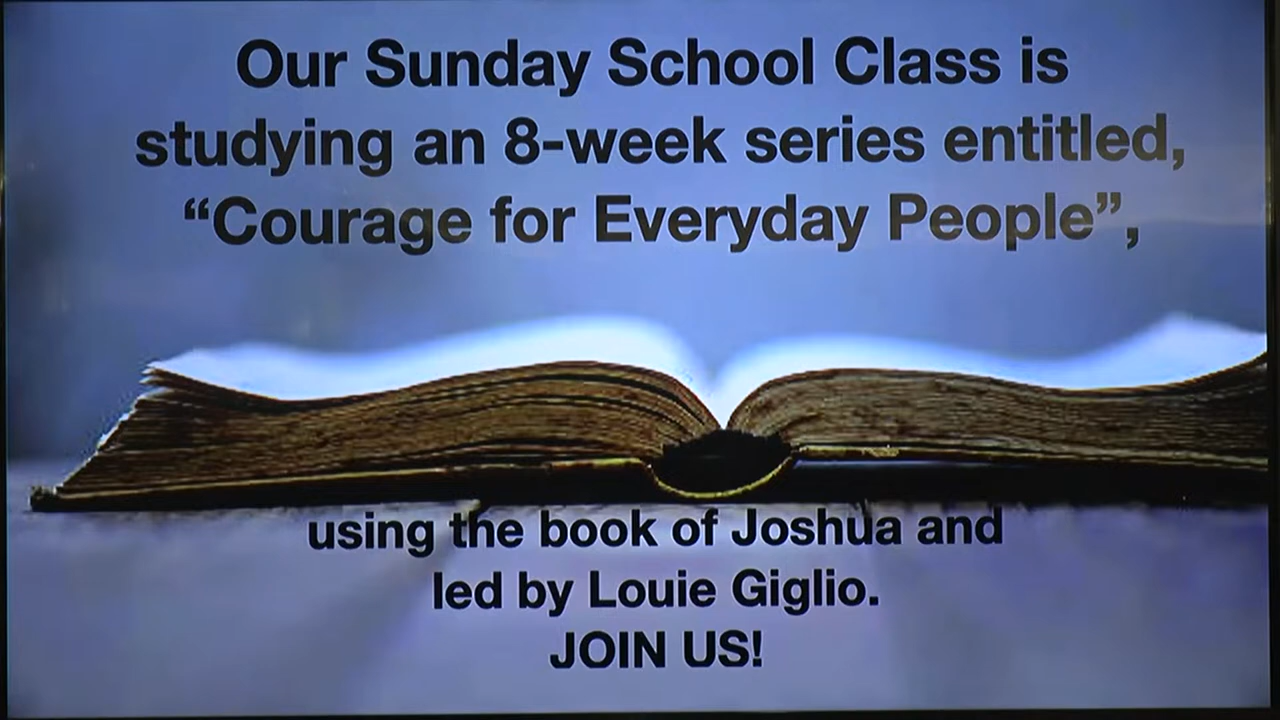 Our Sunday School Class is
studying an 8-week series entitled,
“Courage for Everyday People”,
using the book of Joshua and
led by Louie Giglio.
JOIN US!